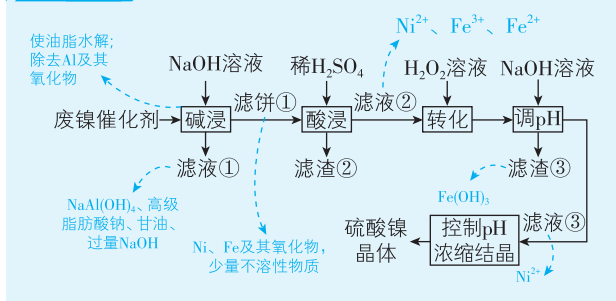 使油脂水解;
除去Al及其
氧化物
Ni²⁺、Fe³⁺、Fe²⁺
NaOH溶液
稀H₂SO₄
H₂O₂溶液
NaOH溶液
废镍催化剂
碱浸
滤饼①
酸浸
滤液②
转化
调pH
滤液①
滤渣②
滤渣③
NaAl(OH)₄、高级
脂肪酸钠、甘油、
过量NaOH
Ni、Fe及其氧化物，
少量不溶性物质
Fe(OH)₃
硫酸镍
晶体
控制pH
浓缩结晶
滤液③
Ni²⁺